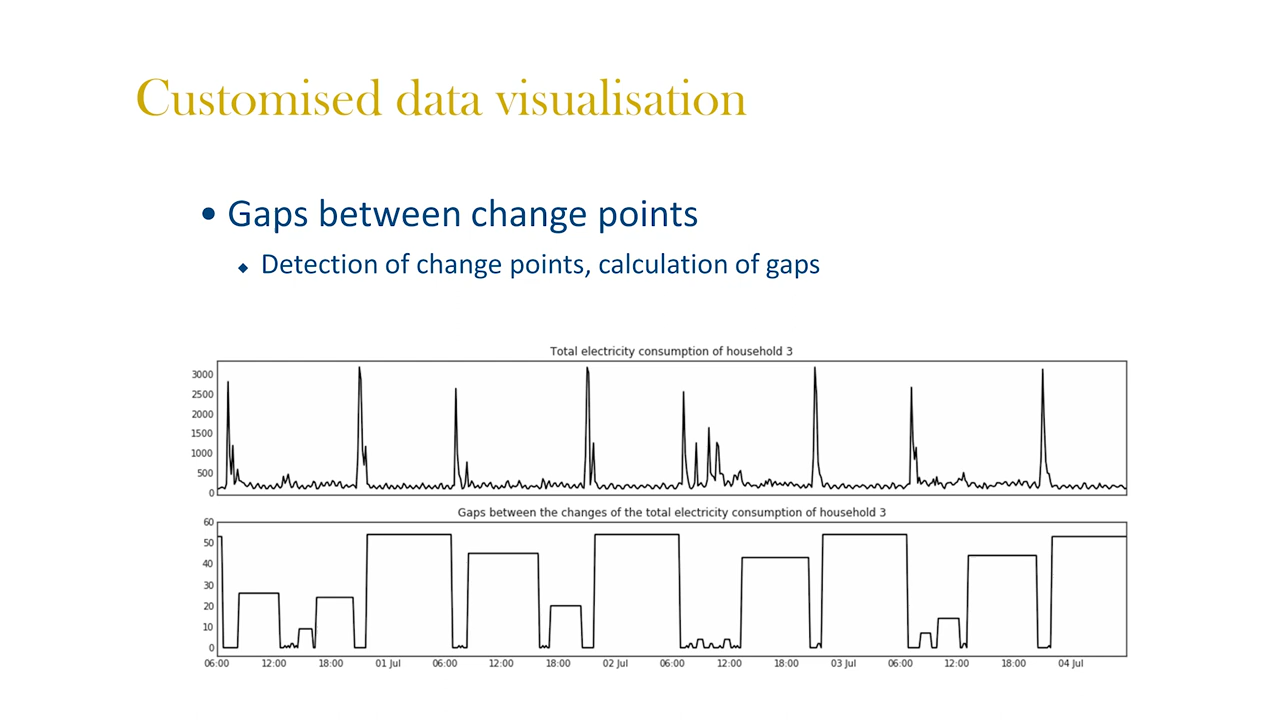 Customised data visualisation
• Gaps between change points
◆ Detection of change points, calculation of gaps
Total electricity consumption of household 3
3000
2500
2000
1500
1000
500
0
Gaps between the changes of the total electricity consumption of household 3
60
50
40
30
20
10
0
06:00 12:00 18:00 01 Jul 06:00 12:00 18:00 02 Jul 06:00 12:00 18:00 03 Jul 06:00 12:00 18:00 04 Jul